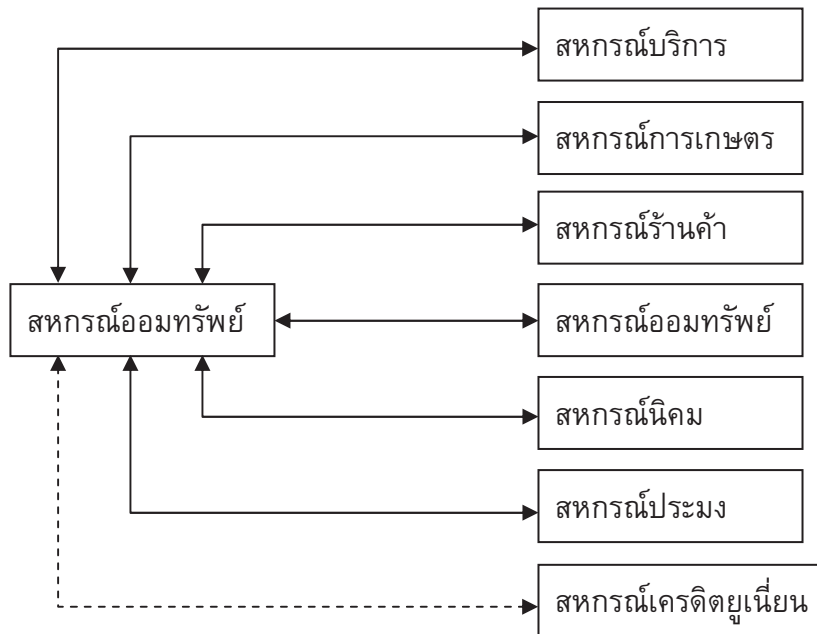 สหกรณ์บริการ
สหกรณ์การเกษตร
สหกรณ์ร้านค้า
สหกรณ์ออมทรัพย์
สหกรณ์ออมทรัพย์
สหกรณ์นิคม
สหกรณ์ประมง
สหกรณ์เครดิตยูเนี่ยน